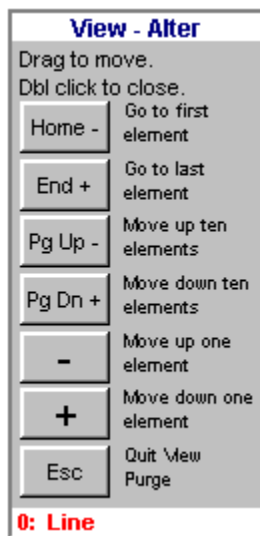 View - Alter
Drag to move.
Dbl click to close.
Home -
Go to first
element
End +
Go to last
element
Pg Up -
Move up ten
elements
Pg Dn +
Move down ten
elements
-
Move up one
element
+
Move down one
element
Esc
Quit View
Purge
0: Line